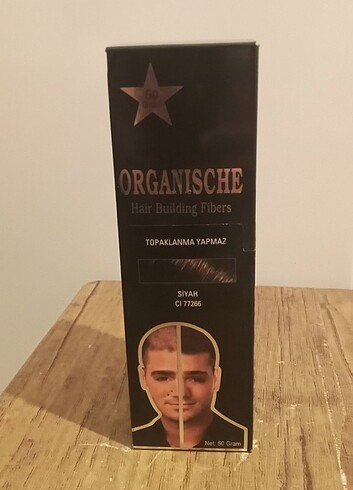 ORGANISCHE
Hair Building Fibers
TOPAKLANMA YAPMAZ
SİYAH
CI 77266
Net: 50 Gram